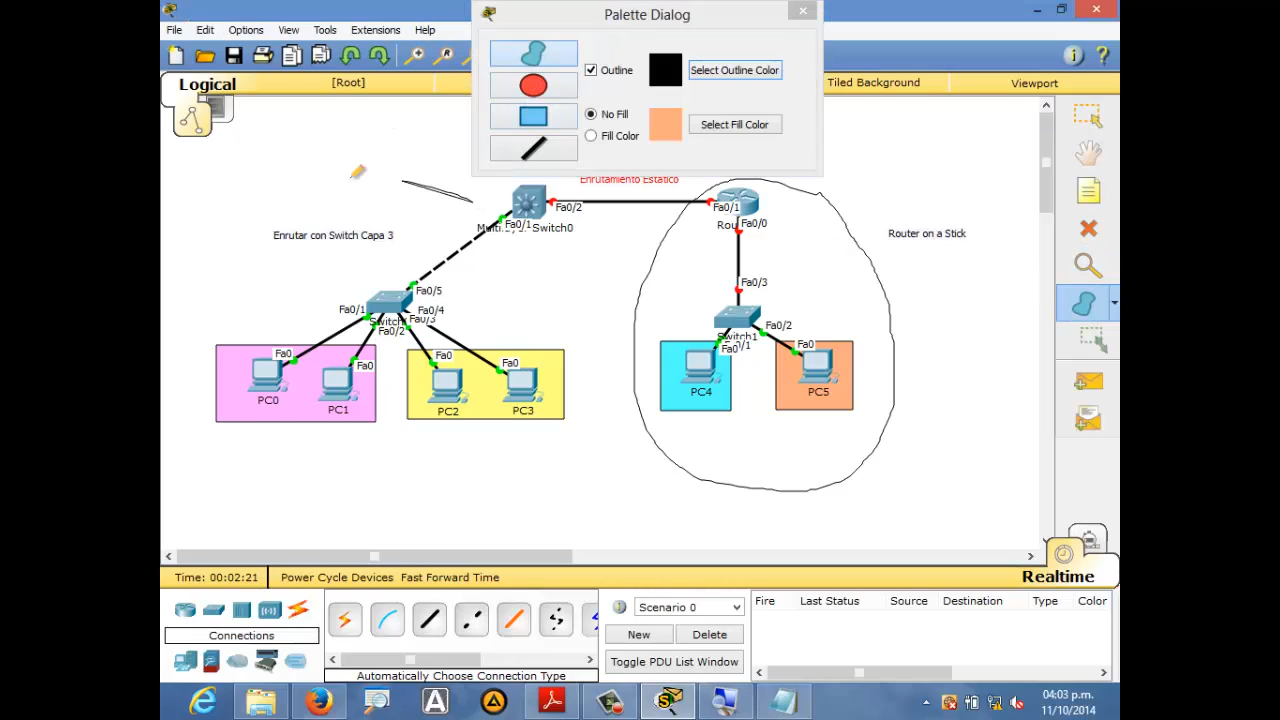 Palette Dialog
File Edit Options View Tools Extensions Help
Outline
Select Outline Color
No Fill
Fill Color
Select Fill Color
Logical
[Root]
Tiled Background
Viewport
Enrutamiento Estatico
Fa0/2
Fa0/1
Fa0/1
Switch0
Fa0/0
Enrutar con Switch Capa 3
Router on a Stick
Fa0/5
Fa0/3
Fa0/1
Fa0/4
Fa0/3
Fa0/2
Switch1
Fa0/2
Fa0
Fa0
Fa0
Fa0
Fa0
Fa0
PC0
PC1
PC2
PC3
PC4
PC5
Time: 00:02:21
Power Cycle Devices Fast Forward Time
Realtime
Connections
Automatically Choose Connection Type
Scenario 0
New
Delete
Toggle PDU List Window
Fire Last Status Source Destination Type Color
04:03 p.m.
11/10/2014